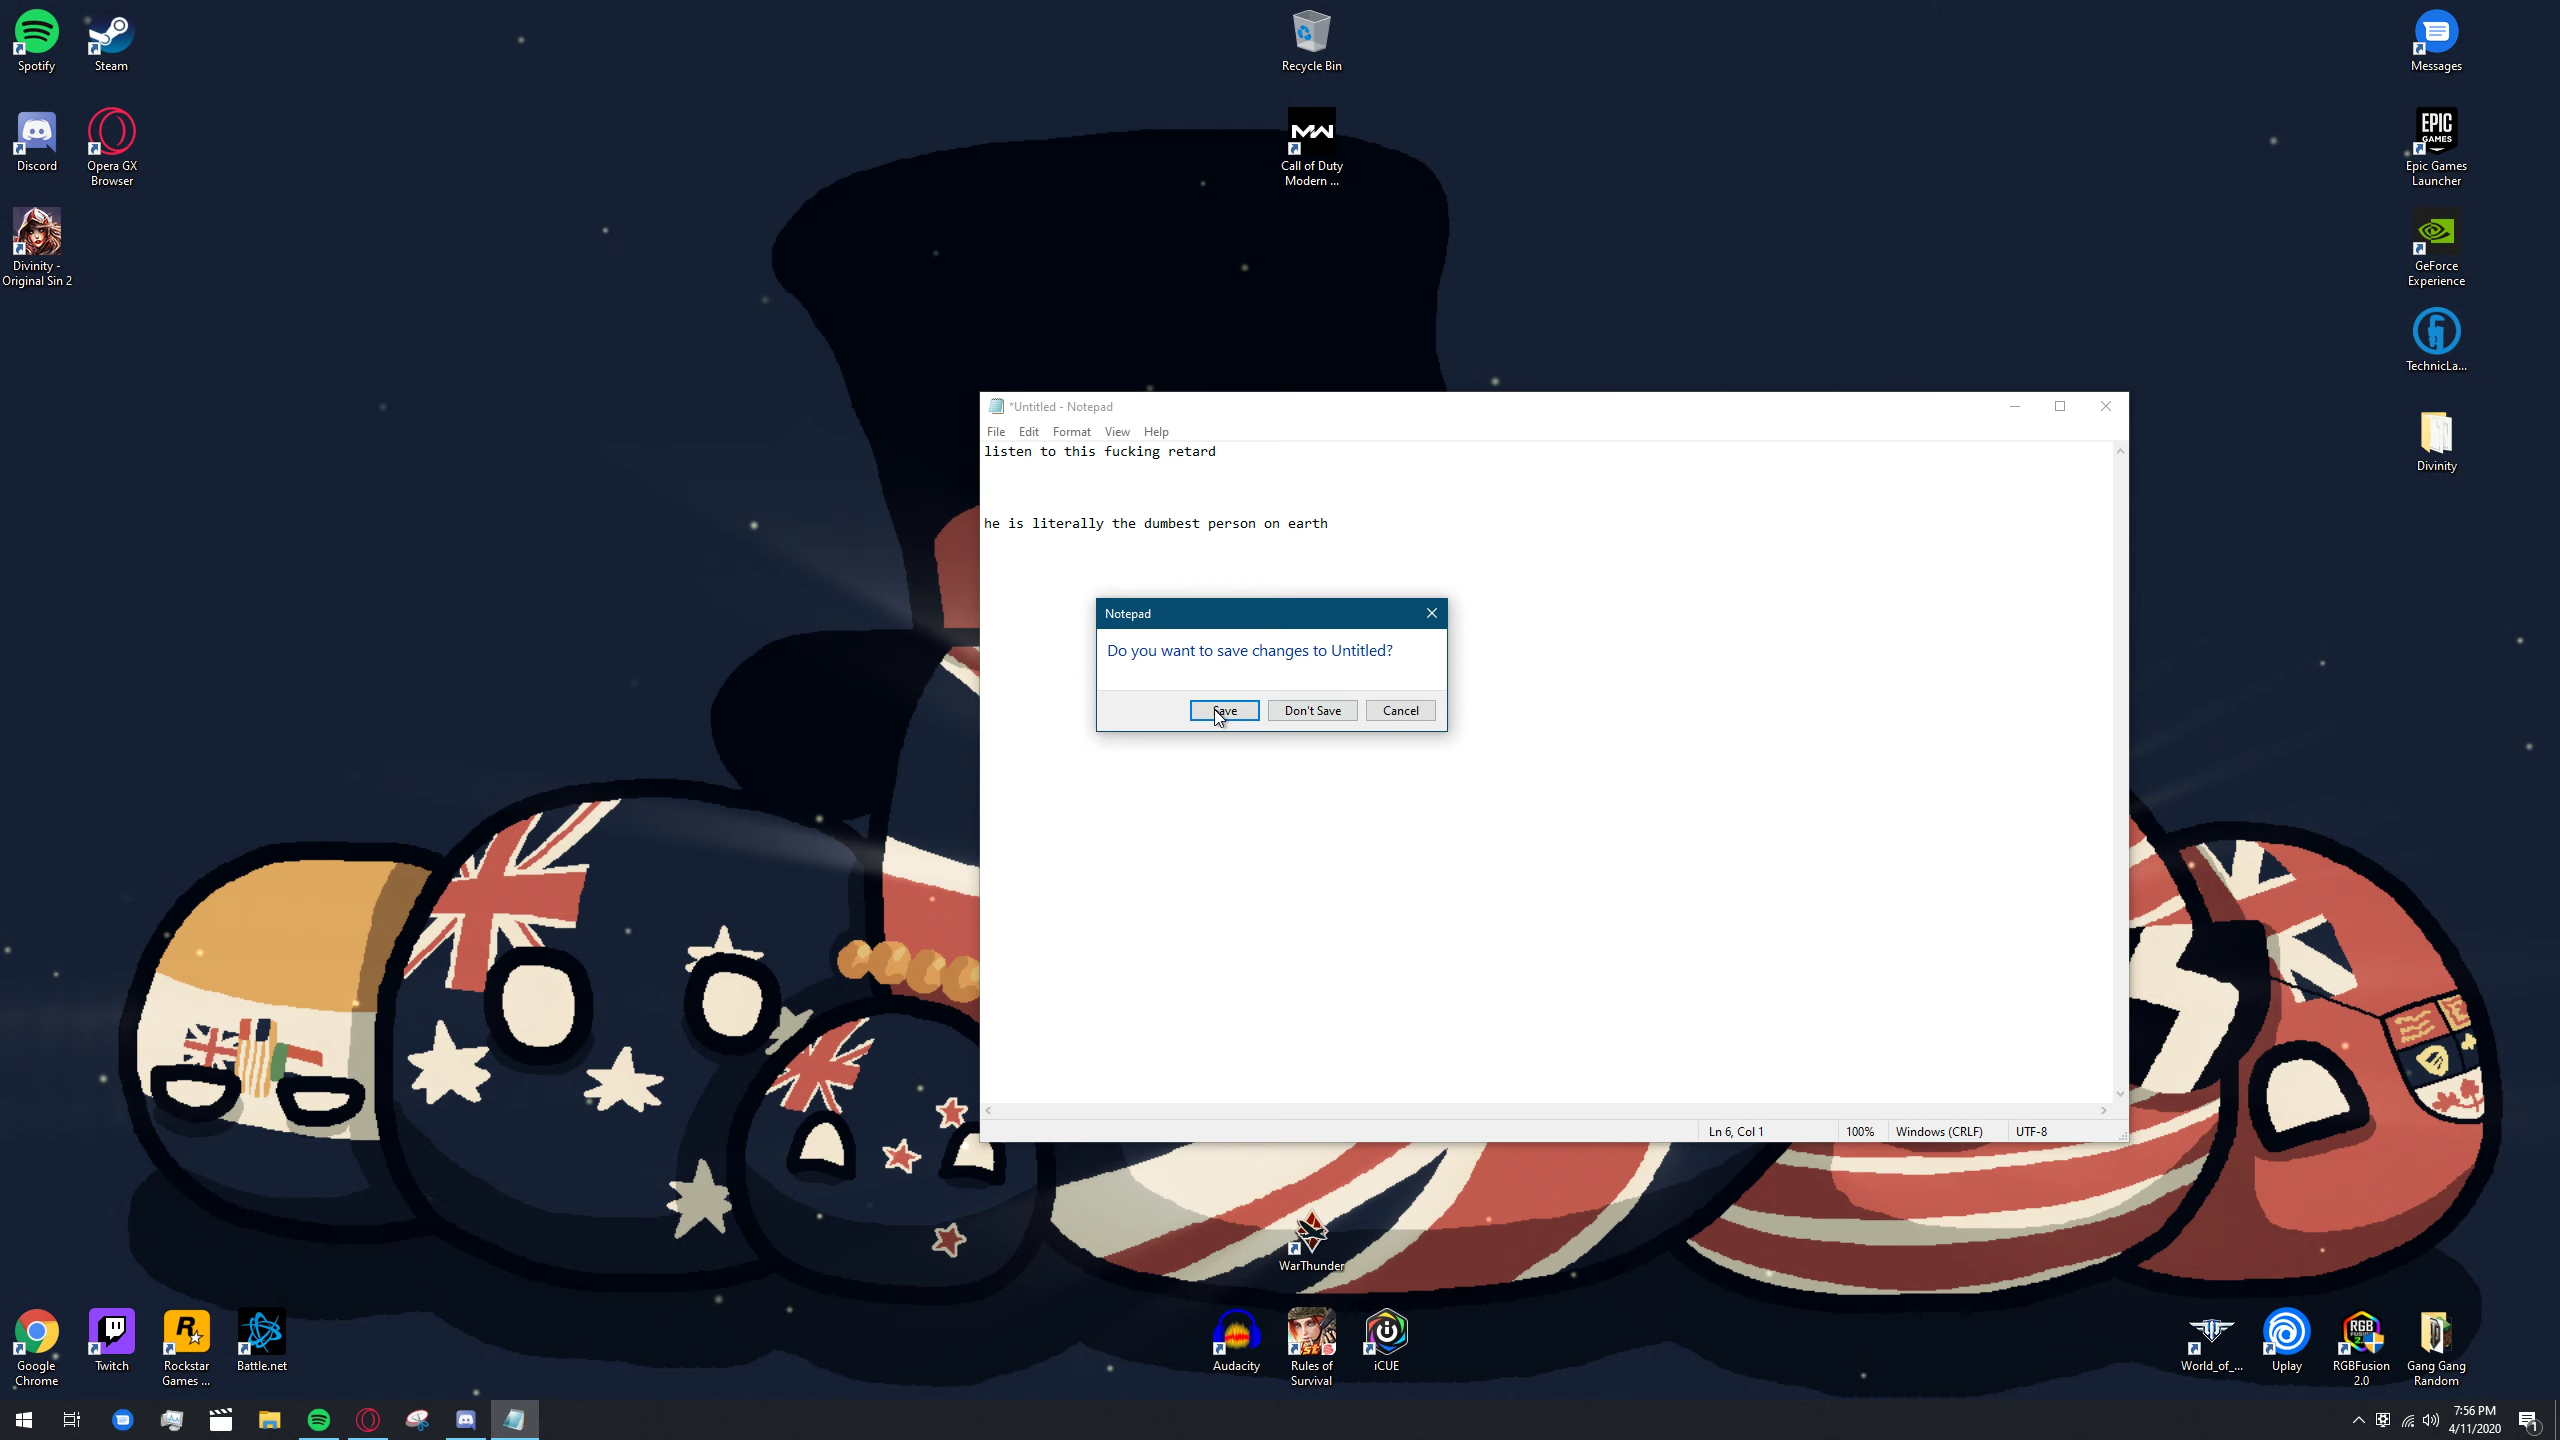 Spotify
Steam
Recycle Bin
Messages
Discord
Opera GX
Browser
MW
Call of Duty
Modern ...
EPIC
GAMES
Epic Games
Launcher
Divinity -
Original Sin 2
GeForce
Experience
TechnicLa...
Divinity
*Untitled - Notepad
File Edit Format View Help
listen to this fucking retard
he is literally the dumbest person on earth
Notepad
Do you want to save changes to Untitled?
Save Don't Save Cancel
Ln 6, Col 1 100% Windows (CRLF) UTF-8
WarThunder
Google
Chrome
Twitch
Rockstar
Games ...
Battle.net
Audacity
Rules of
Survival
iCUE
World_of_...
Uplay
RGB
RGBFusion
2.0
Gang Gang
Random
7:56 PM
4/11/2020
1